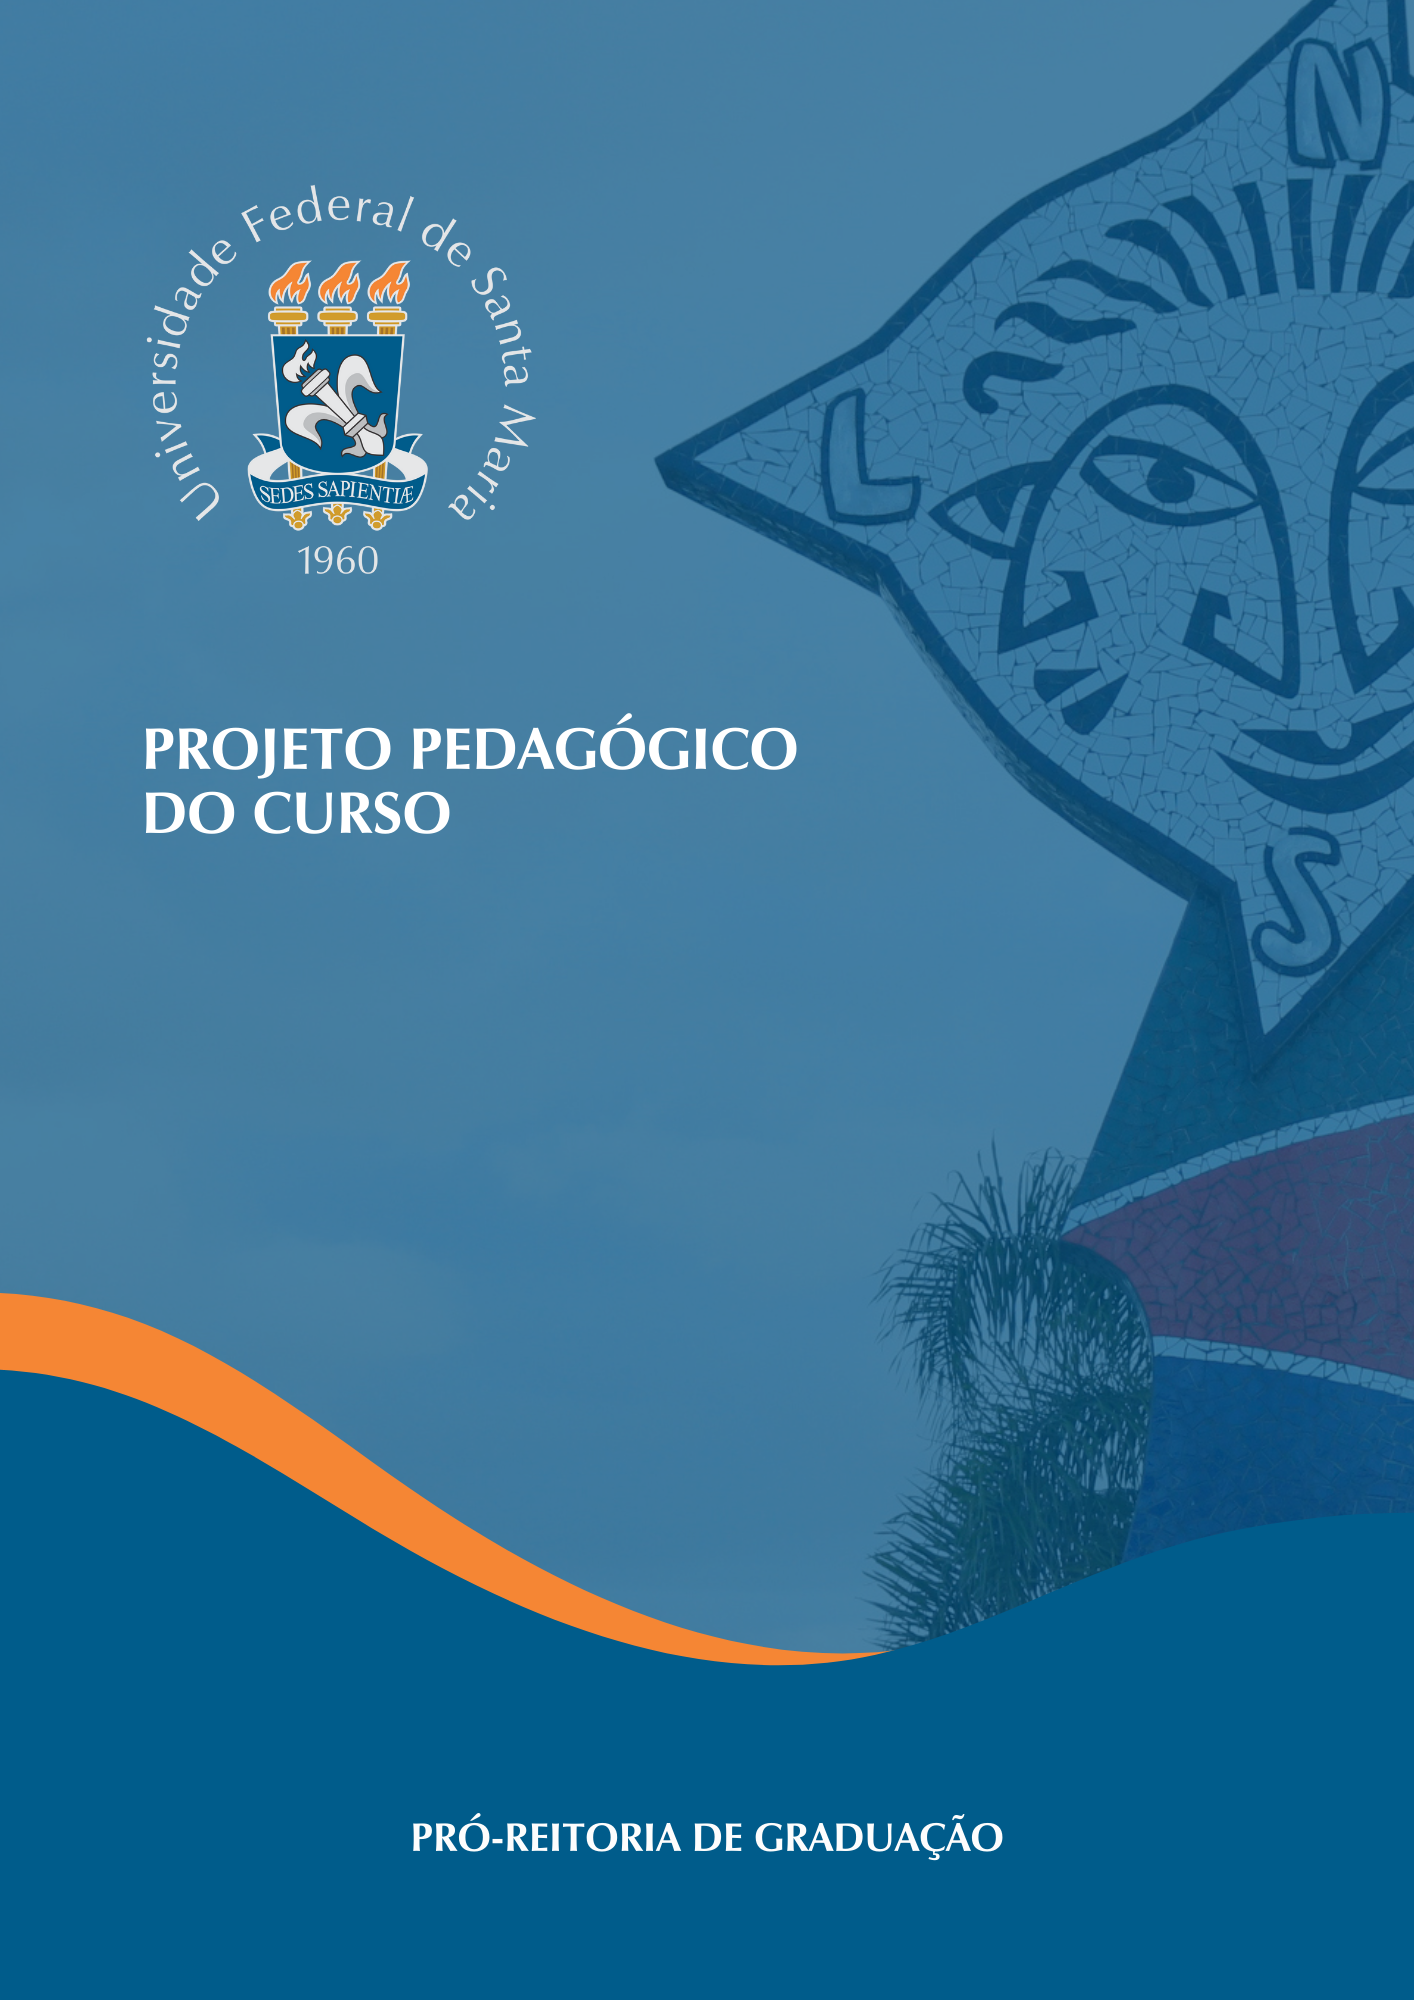 Universidade Federal de Santa Maria
SEDES SAPIENTIÆ
1960
N
L
S
PROJETO PEDAGÓGICO
DO CURSO
PRÓ-REITORIA DE GRADUAÇÃO